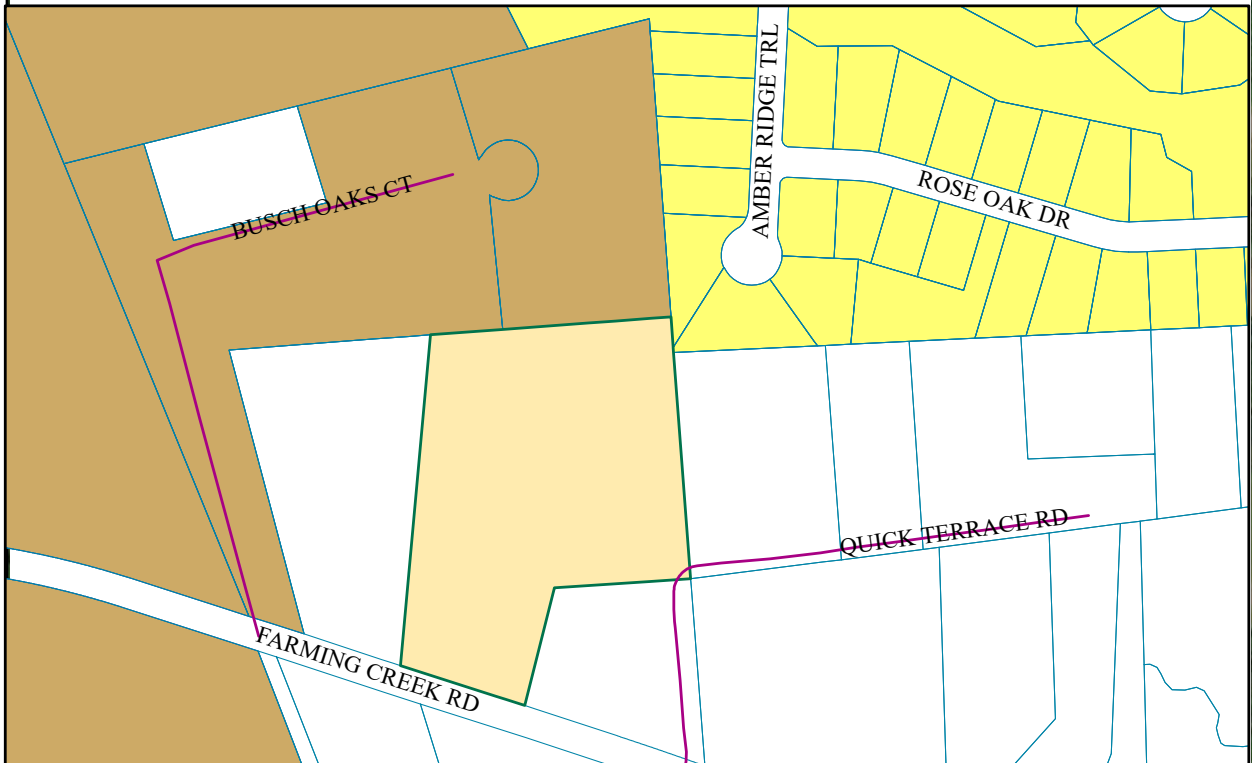 AMBER RIDGE TRL
ROSE OAK DR
BUSCH OAKS CT
QUICK TERRACE RD
FARMING CREEK RD